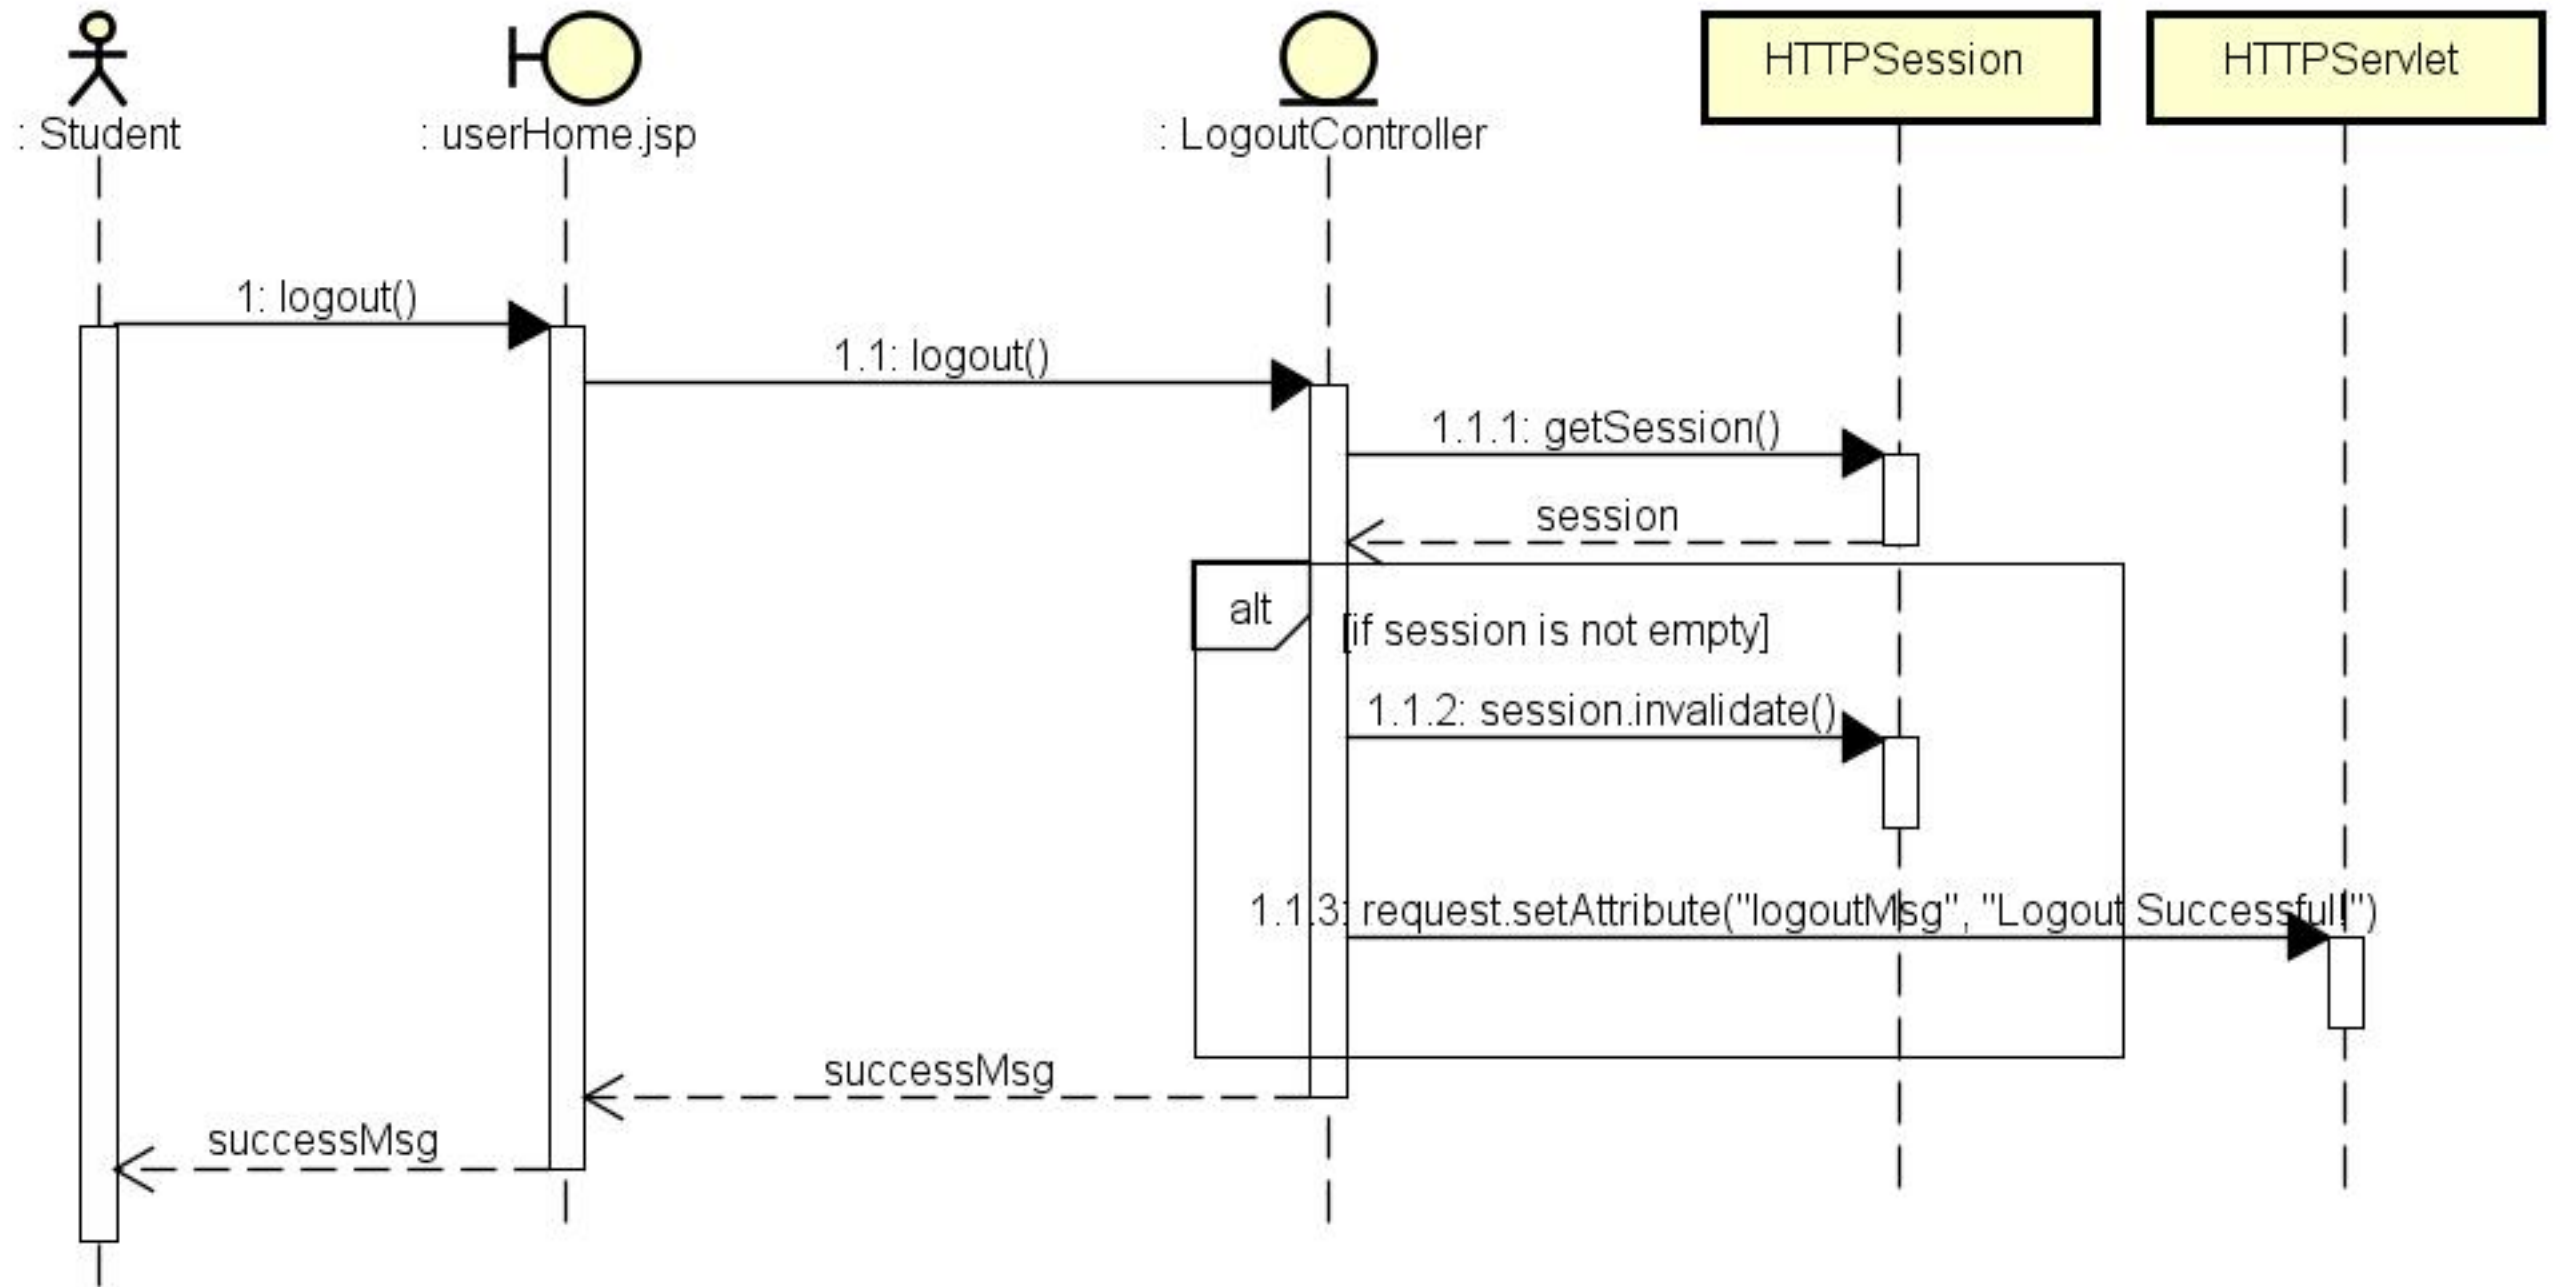 : Student
: userHome.jsp
: LogoutController
HTTPSession
HTTPServlet
1: logout()
1.1: logout()
1.1.1: getSession()
session
alt
[if session is not empty]
1.1.2: session.invalidate()
1.1.3: request.setAttribute("logoutMsg", "Logout Successful!")
successMsg
successMsg